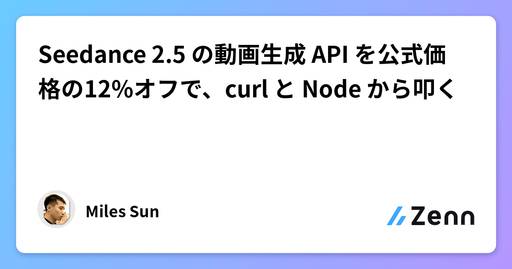 Seedance 2.5 の動画生成 API を公式価
格の12%オフで、curl と Node から叩く
Miles Sun
Zenn